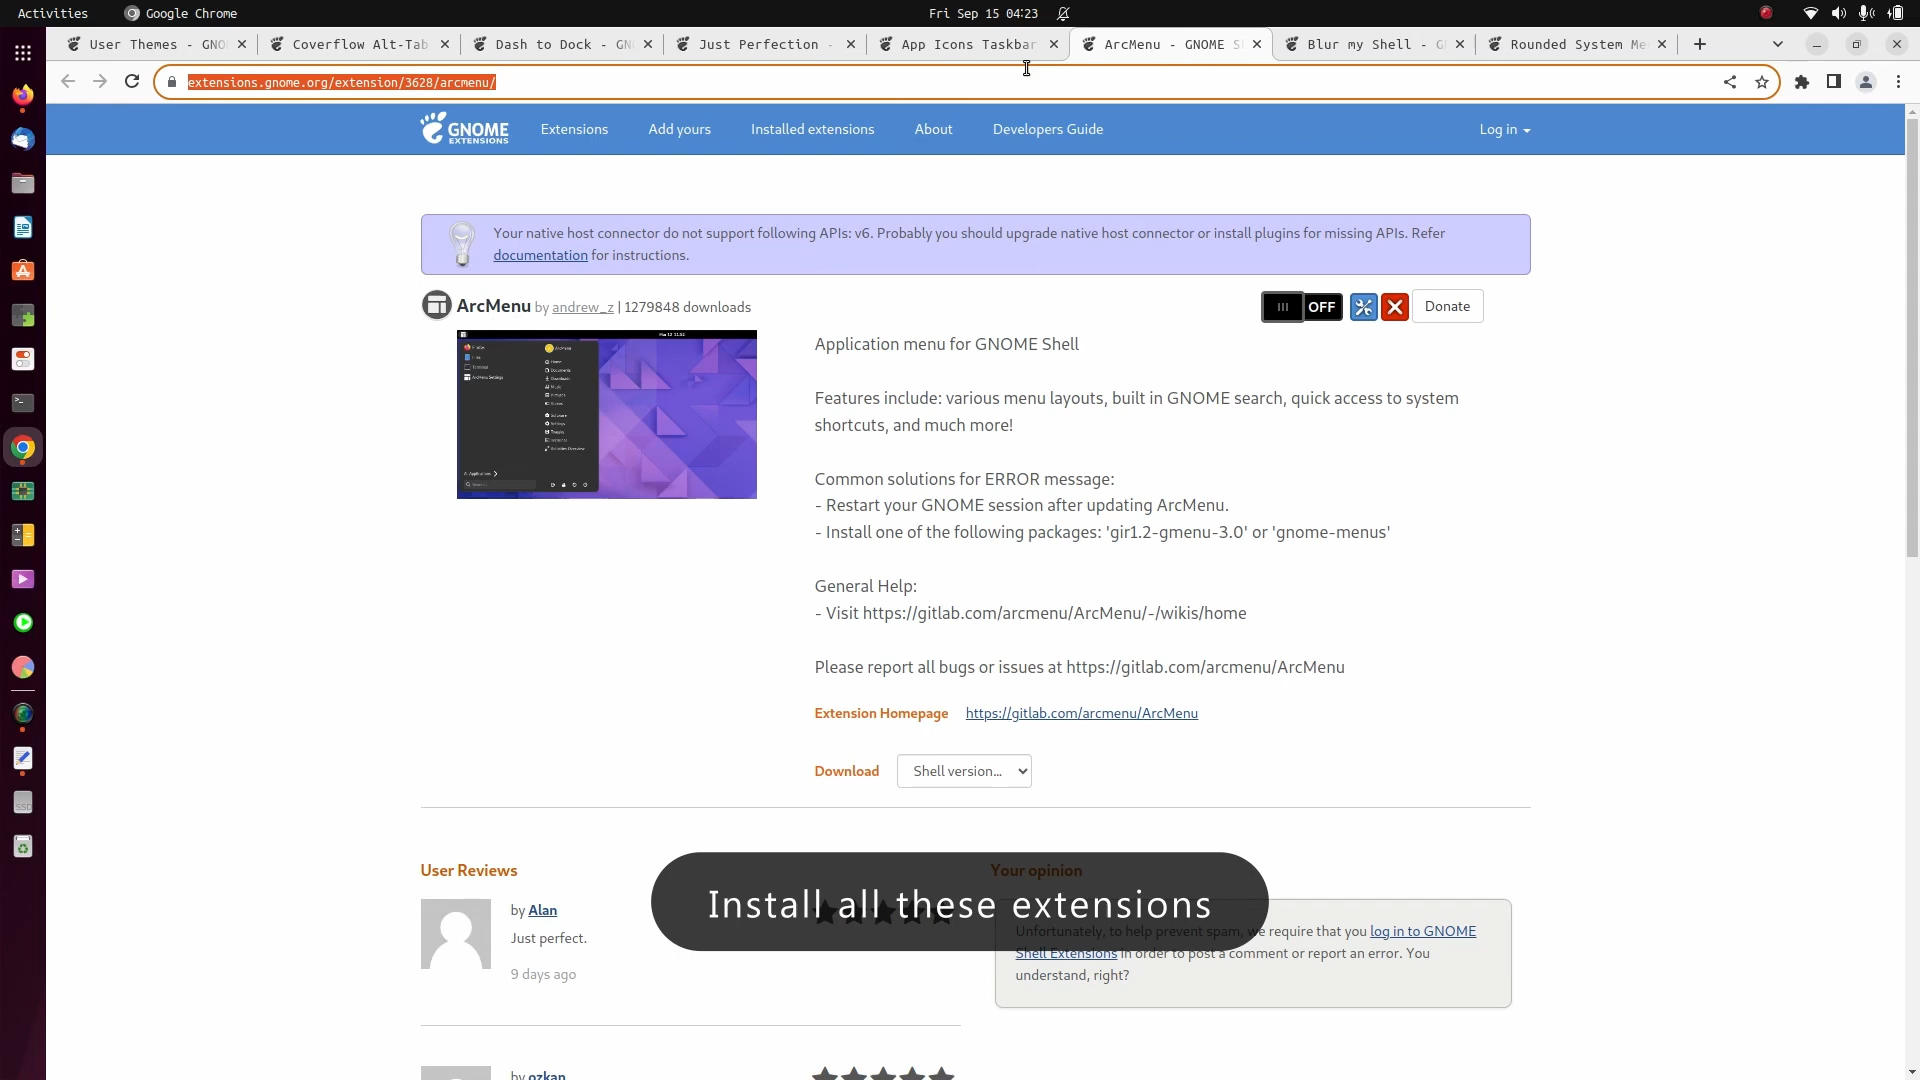 Activities
Google Chrome
Fri Sep 15 04:23
User Themes - GNO
Coverflow Alt-Tab
Dash to Dock - GN
Just Perfection -
App Icons Taskbar
ArcMenu - GNOME S
Blur my Shell - G
Rounded System Me
extensions.gnome.org/extension/3628/arcmenu/
GNOME
EXTENSIONS
Extensions
Add yours
Installed extensions
About
Developers Guide
Log in
Your native host connector do not support following APIs: v6. Probably you should upgrade native host connector or install plugins for missing APIs. Refer
documentation for instructions.
ArcMenu by andrew_z | 1279848 downloads
OFF
Donate
Application menu for GNOME Shell
Features include: various menu layouts, built in GNOME search, quick access to system
shortcuts, and much more!
Common solutions for ERROR message:
- Restart your GNOME session after updating ArcMenu.
- Install one of the following packages: 'gir1.2-gmenu-3.0' or 'gnome-menus'
General Help:
- Visit https://gitlab.com/arcmenu/ArcMenu/-/wikis/home
Please report all bugs or issues at https://gitlab.com/arcmenu/ArcMenu
Extension Homepage https://gitlab.com/arcmenu/ArcMenu
Download
Shell version...
User Reviews
Your opinion
by Alan
Just perfect.
9 days ago
Install all these extensions
Unfortunately, to help prevent spam, we require that you log in to GNOME
Shell Extensions in order to post a comment or report an error. You
understand, right?
by ozkan